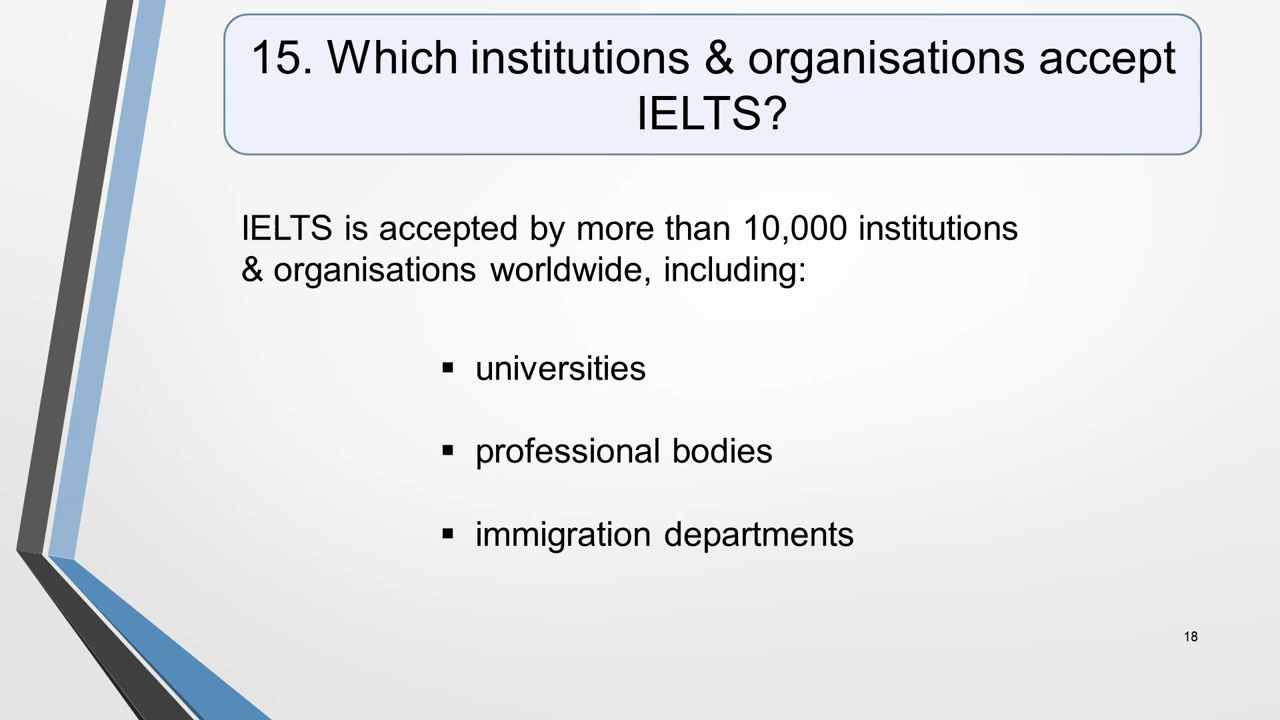 15. Which institutions & organisations accept
IELTS?
IELTS is accepted by more than 10,000 institutions
& organisations worldwide, including:
▪ universities
▪ professional bodies
▪ immigration departments
18